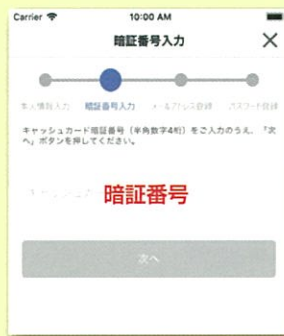 Carrier 10:00 AM
暗証番号入力
本人情報入力 暗証番号入力 メールアドレス登録 パスワード登録
キャッシュカード暗証番号（半角数字4桁）をご入力のうえ、「次
へ」ボタンを押してください。
暗証番号
次へ